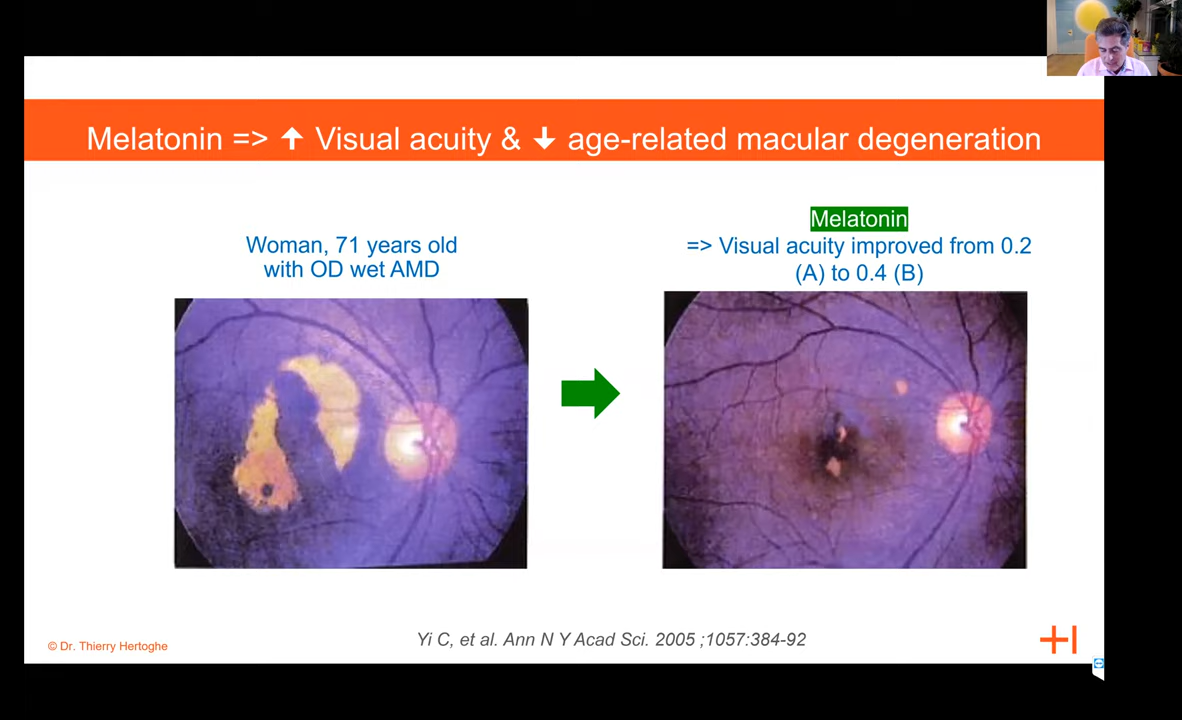 Melatonin => ⬆ Visual acuity & ⬇ age-related macular degeneration
Woman, 71 years old
with OD wet AMD
Melatonin
=> Visual acuity improved from 0.2
(A) to 0.4 (B)
© Dr. Thierry Hertoghe
Yi C, et al. Ann N Y Acad Sci. 2005 ;1057:384-92